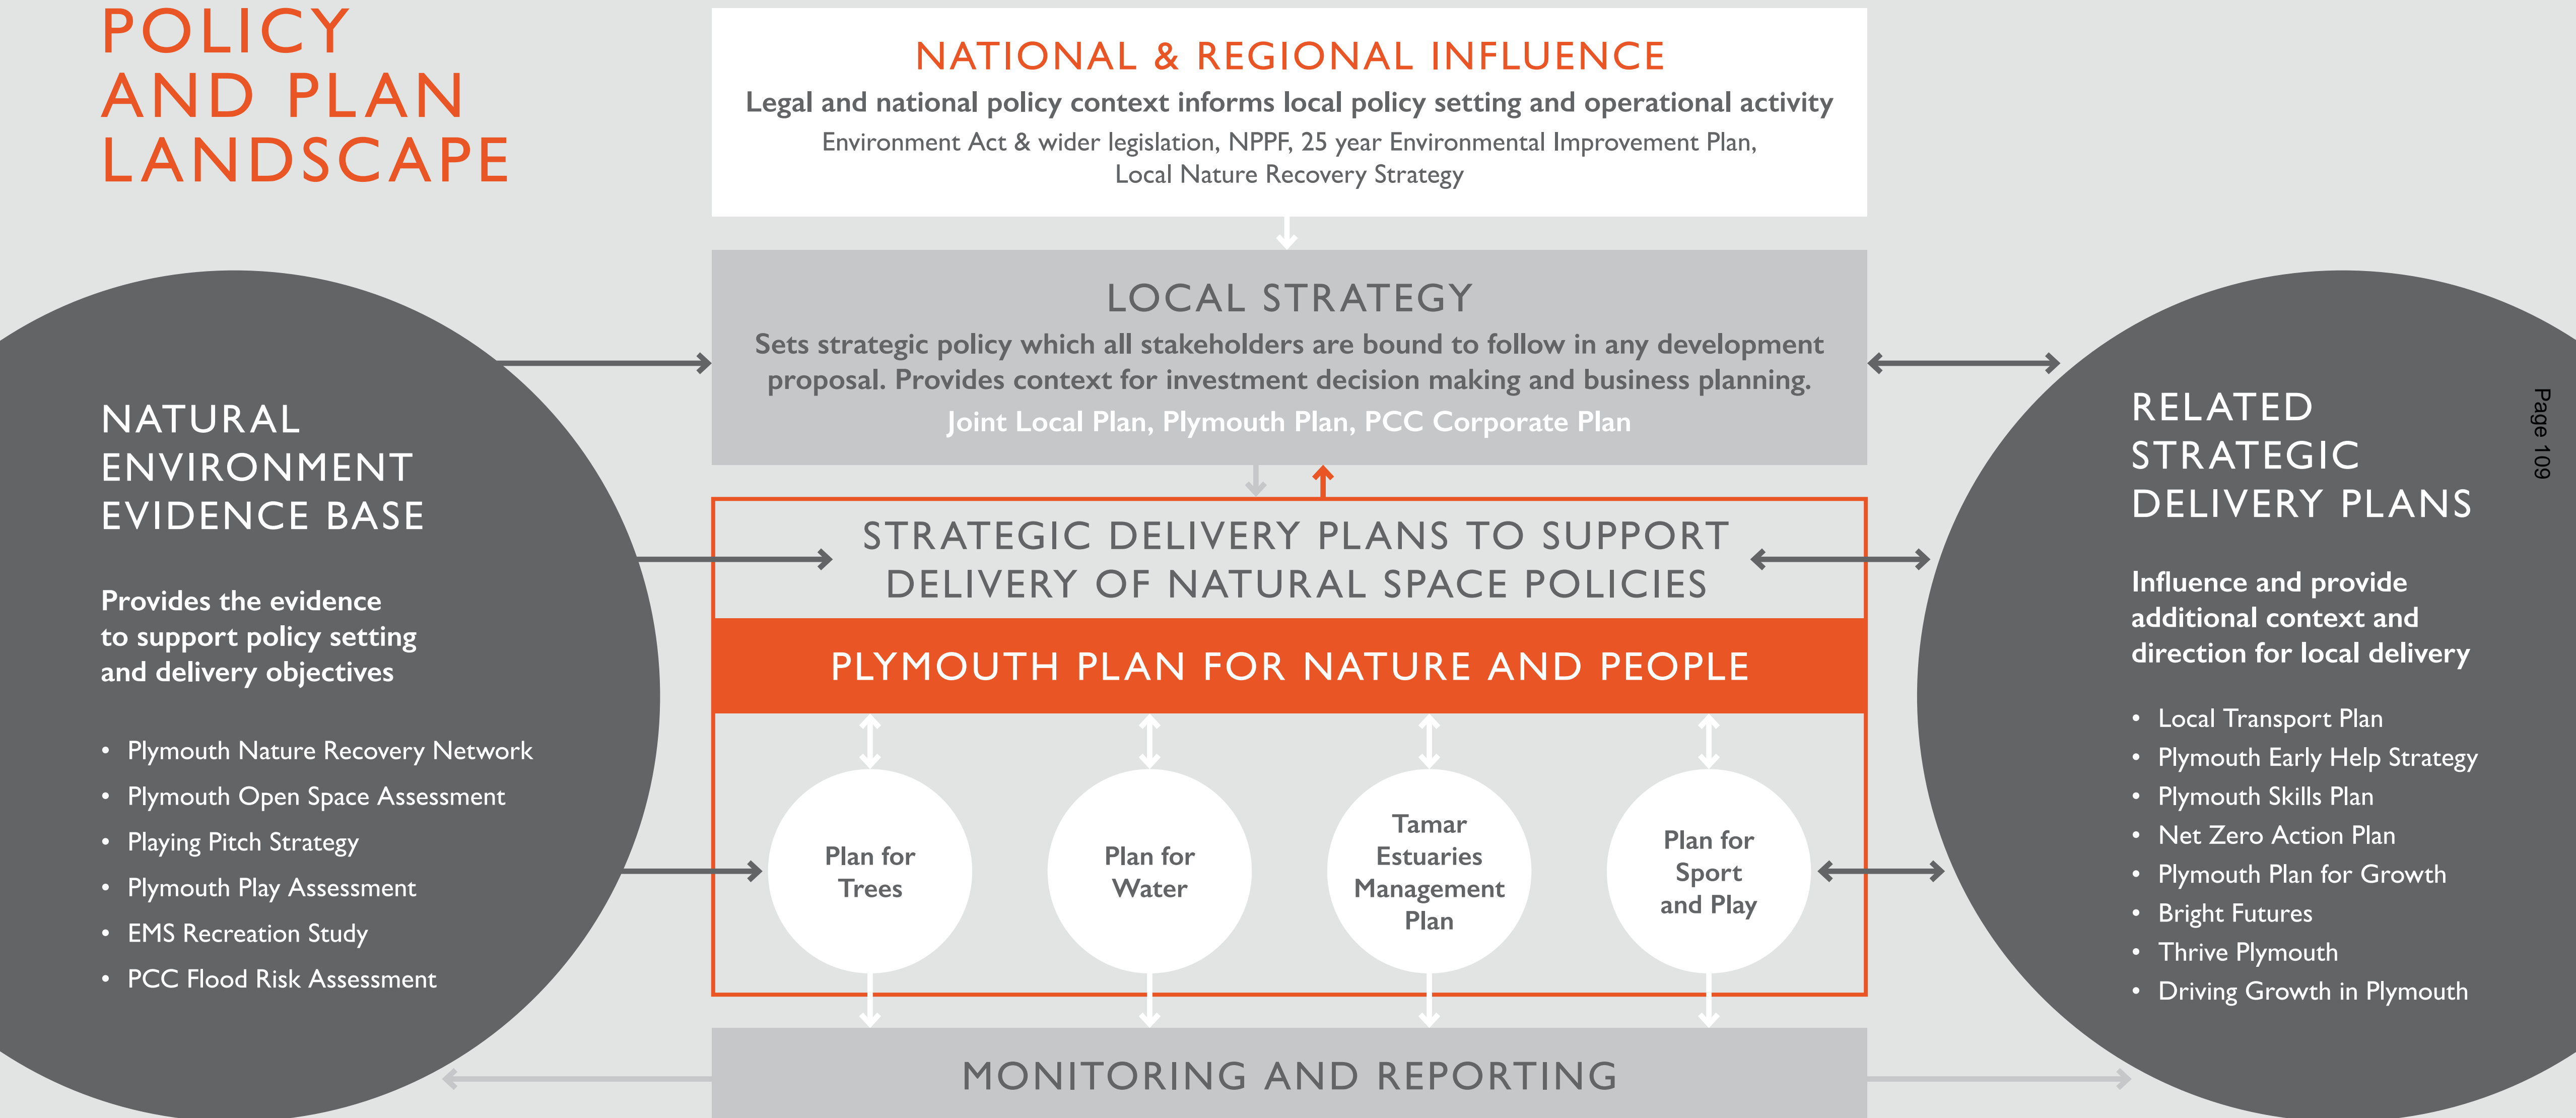 POLICY
AND PLAN
LANDSCAPE
NATIONAL & REGIONAL INFLUENCE
Legal and national policy context informs local policy setting and operational activity
Environment Act & wider legislation, NPPF, 25 year Environmental Improvement Plan,
Local Nature Recovery Strategy
LOCAL STRATEGY
Sets strategic policy which all stakeholders are bound to follow in any development
proposal. Provides context for investment decision making and business planning.
Joint Local Plan, Plymouth Plan, PCC Corporate Plan
NATURAL
ENVIRONMENT
EVIDENCE BASE
Provides the evidence
to support policy setting
and delivery objectives
• Plymouth Nature Recovery Network
• Plymouth Open Space Assessment
• Playing Pitch Strategy
• Plymouth Play Assessment
• EMS Recreation Study
• PCC Flood Risk Assessment
STRATEGIC DELIVERY PLANS TO SUPPORT
DELIVERY OF NATURAL SPACE POLICIES
PLYMOUTH PLAN FOR NATURE AND PEOPLE
Plan for
Trees
Plan for
Water
Tamar
Estuaries
Management
Plan
Plan for
Sport
and Play
RELATED
STRATEGIC
DELIVERY PLANS
Influence and provide
additional context and
direction for local delivery
• Local Transport Plan
• Plymouth Early Help Strategy
• Plymouth Skills Plan
• Net Zero Action Plan
• Plymouth Plan for Growth
• Bright Futures
• Thrive Plymouth
• Driving Growth in Plymouth
MONITORING AND REPORTING
Page 109